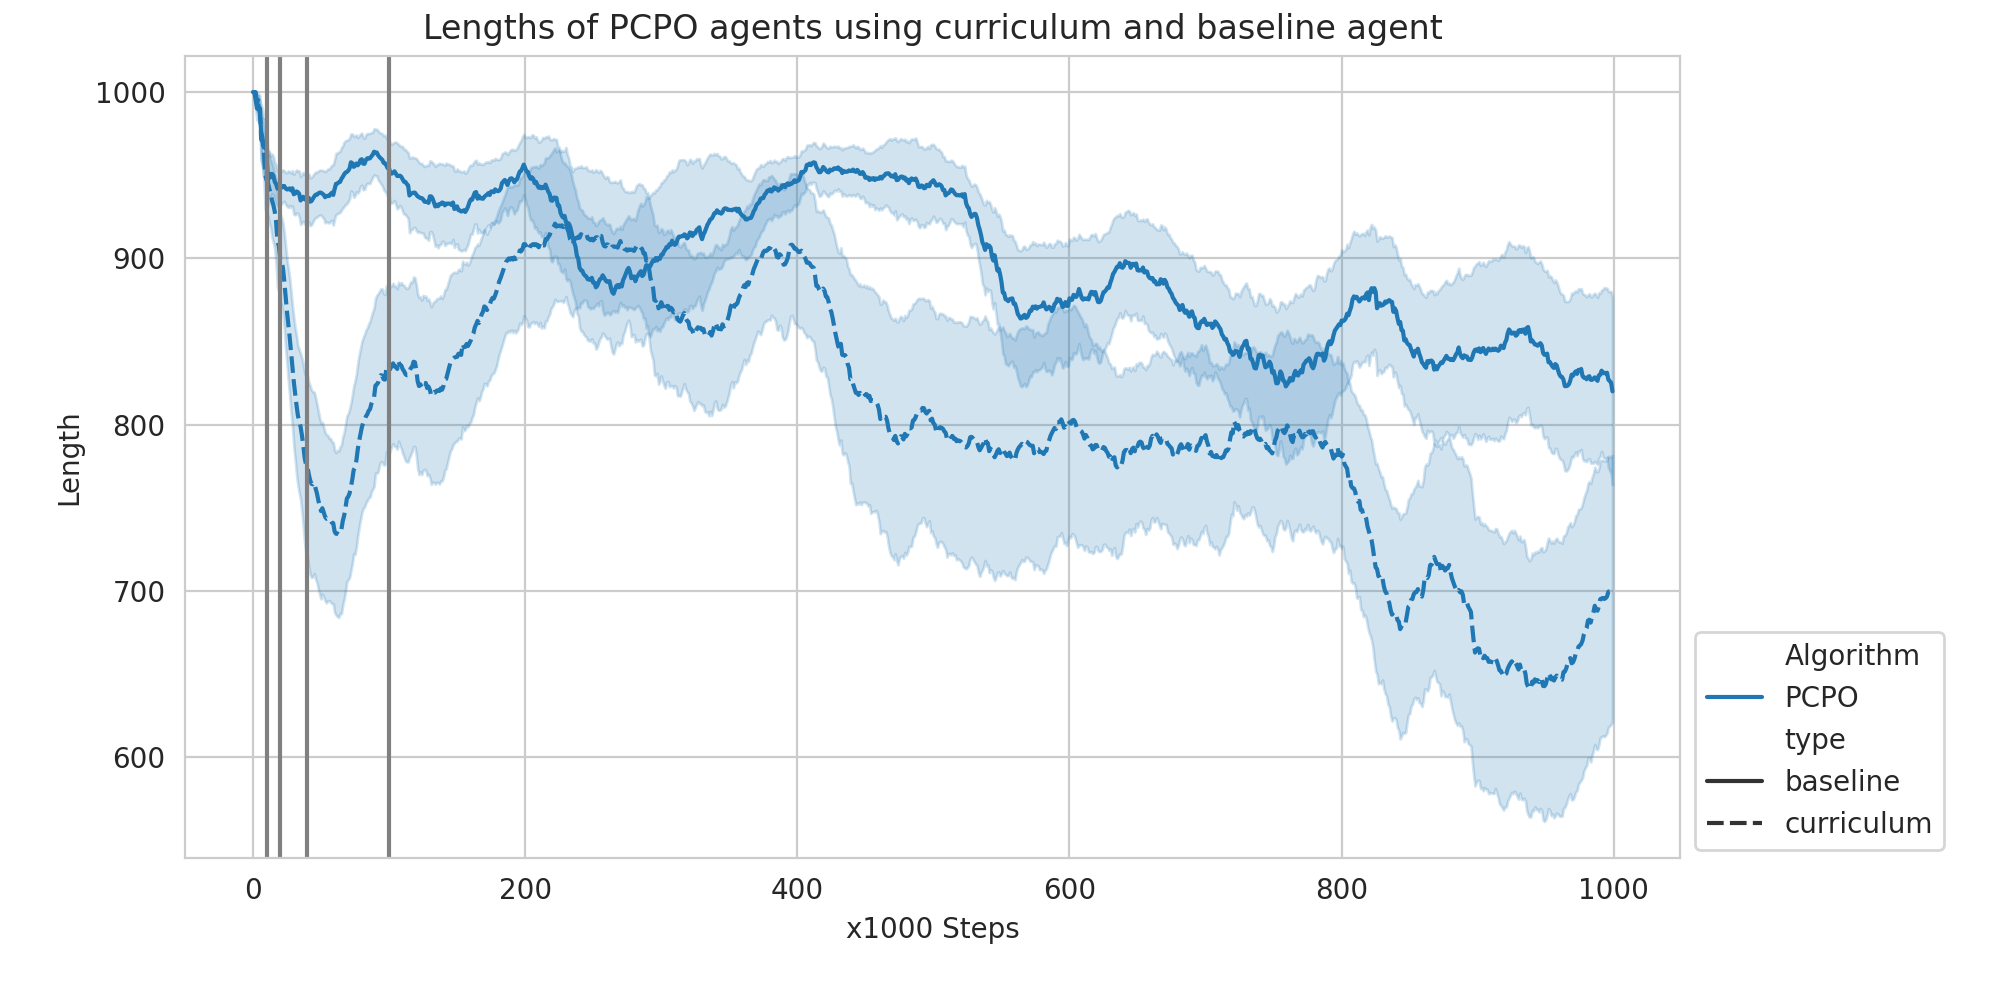 Lengths of PCPO agents using curriculum and baseline agent
1000
900
800
700
600
Length
0 200 400 600 800 1000
x1000 Steps
Algorithm
PCPO
type
baseline
curriculum